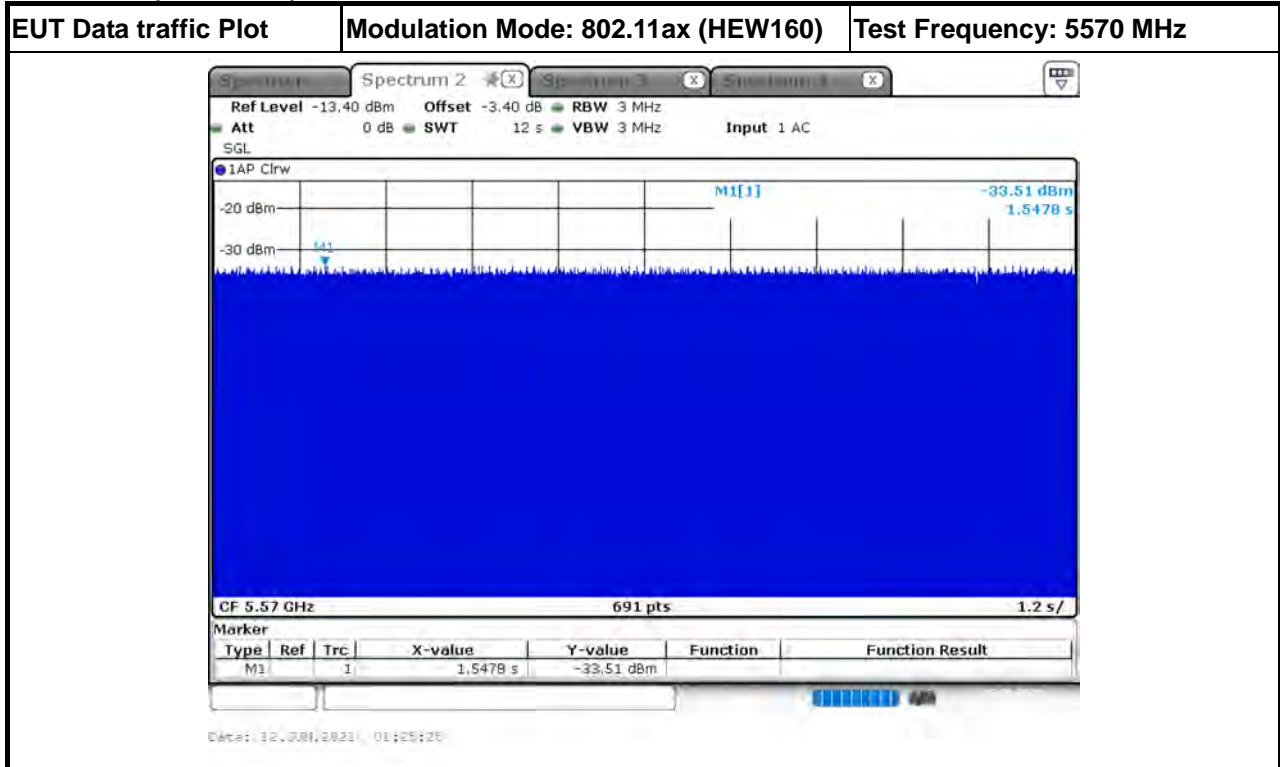 EUT Data traffic Plot Modulation Mode: 802.11ax (HEW160) Test Frequency: 5570 MHz
Spectrum 2
Ref Level -13.40 dBm Offset -3.40 dB RBW 3 MHz
Att 0 dB SWT 12 s VBW 3 MHz Input 1 AC
SGL
1AP Clrw
M1[1] -33.51 dBm
1.5478 s
-20 dBm
-30 dBm
M1
CF 5.57 GHz 691 pts 1.2 s/
Marker
Type Ref Trc X-value Y-value Function Function Result
M1 1 1.5478 s -33.51 dBm